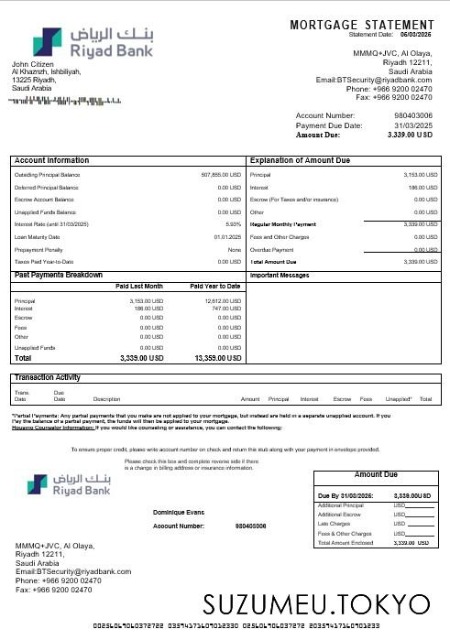 بنك الرياض
Riyad Bank
MORTGAGE STATEMENT
Statement Date: 06/03/2026
John Citizen
Al Khazish, Ishbiliyah,
13225 Riyadh,
Saudi Arabia
MMMQ+JVC, Al Olaya,
Riyadh 12211,
Saudi Arabia
Email:BTSecurity@riyadbank.com
Phone: +966 9200 02470
Fax: +966 9200 02470
Account Number: 980403006
Payment Due Date: 31/03/2025
Amount Due: 3,339.00 USD
Account Information
Outsding Principal Balance 507,855.00 USD
Deferred Principal Balance 0.00 USD
Escrow Account Balance 0.00 USD
Unapplied Funds Balance 0.00 USD
Interest Rate (until 31/03/2025) 5.93%
Loan Maturity Date 01.01.2025
Prepayment Penalty None
Taxes Paid Year-to-Date 0.00 USD
Explanation of Amount Due
Principal 3,153.00 USD
Interest 186.00 USD
Escrow (For Taxes and/or insurance) 0.00 USD
Other 0.00 USD
Regular Monthly Payment 3,339.00 USD
Fees and Other Charges 0.00 USD
Overdue Payment 0.00 USD
Total Amount Due 3,339.00 USD
Past Payments Breakdown
Paid Last Month Paid Year to Date
Principal 3,153.00 USD 12,612.00 USD
Interest 186.00 USD 747.00 USD
Escrow 0.00 USD 0.00 USD
Fees 0.00 USD 0.00 USD
Other 0.00 USD 0.00 USD
Unapplied Funds 0.00 USD 0.00 USD
Total 3,339.00 USD 13,359.00 USD
Important Messages
Transaction Activity
Trans. Date Due Date Description Amount Principal Interest Escrow Fees Unapplied* Total
*Partial Payments: Any partial payments that you make are not applied to your mortgage, but instead are held in a separate unapplied account. If you
Pay the balance of a partial payment, the funds will then be applied to your mortgage.
Housing Counselor Information: If you would like counseling or assistance, you can contact the following:
To ensure proper credit, please write account number on check and return this stub along with your payment in envelope provided.
Please check this box and complete reverse side if there
is a change in billing address or insurance information.
بنك الرياض
Riyad Bank
Dominique Evans
Account Number: 980403006
Amount Due
Due By 31/03/2026: 3,339.00USD
Additional Principal USD
Additional Escrow USD
Late Charges USD
Fees & Other Charges USD
Total Amount Enclosed 3,339.00 USD
MMMQ+JVC, Al Olaya,
Riyadh 12211,
Saudi Arabia
Email:BTSecurity@riyadbank.com
Phone: +966 9200 02470
Fax: +966 9200 02470
SUZUMEU.TOKYO